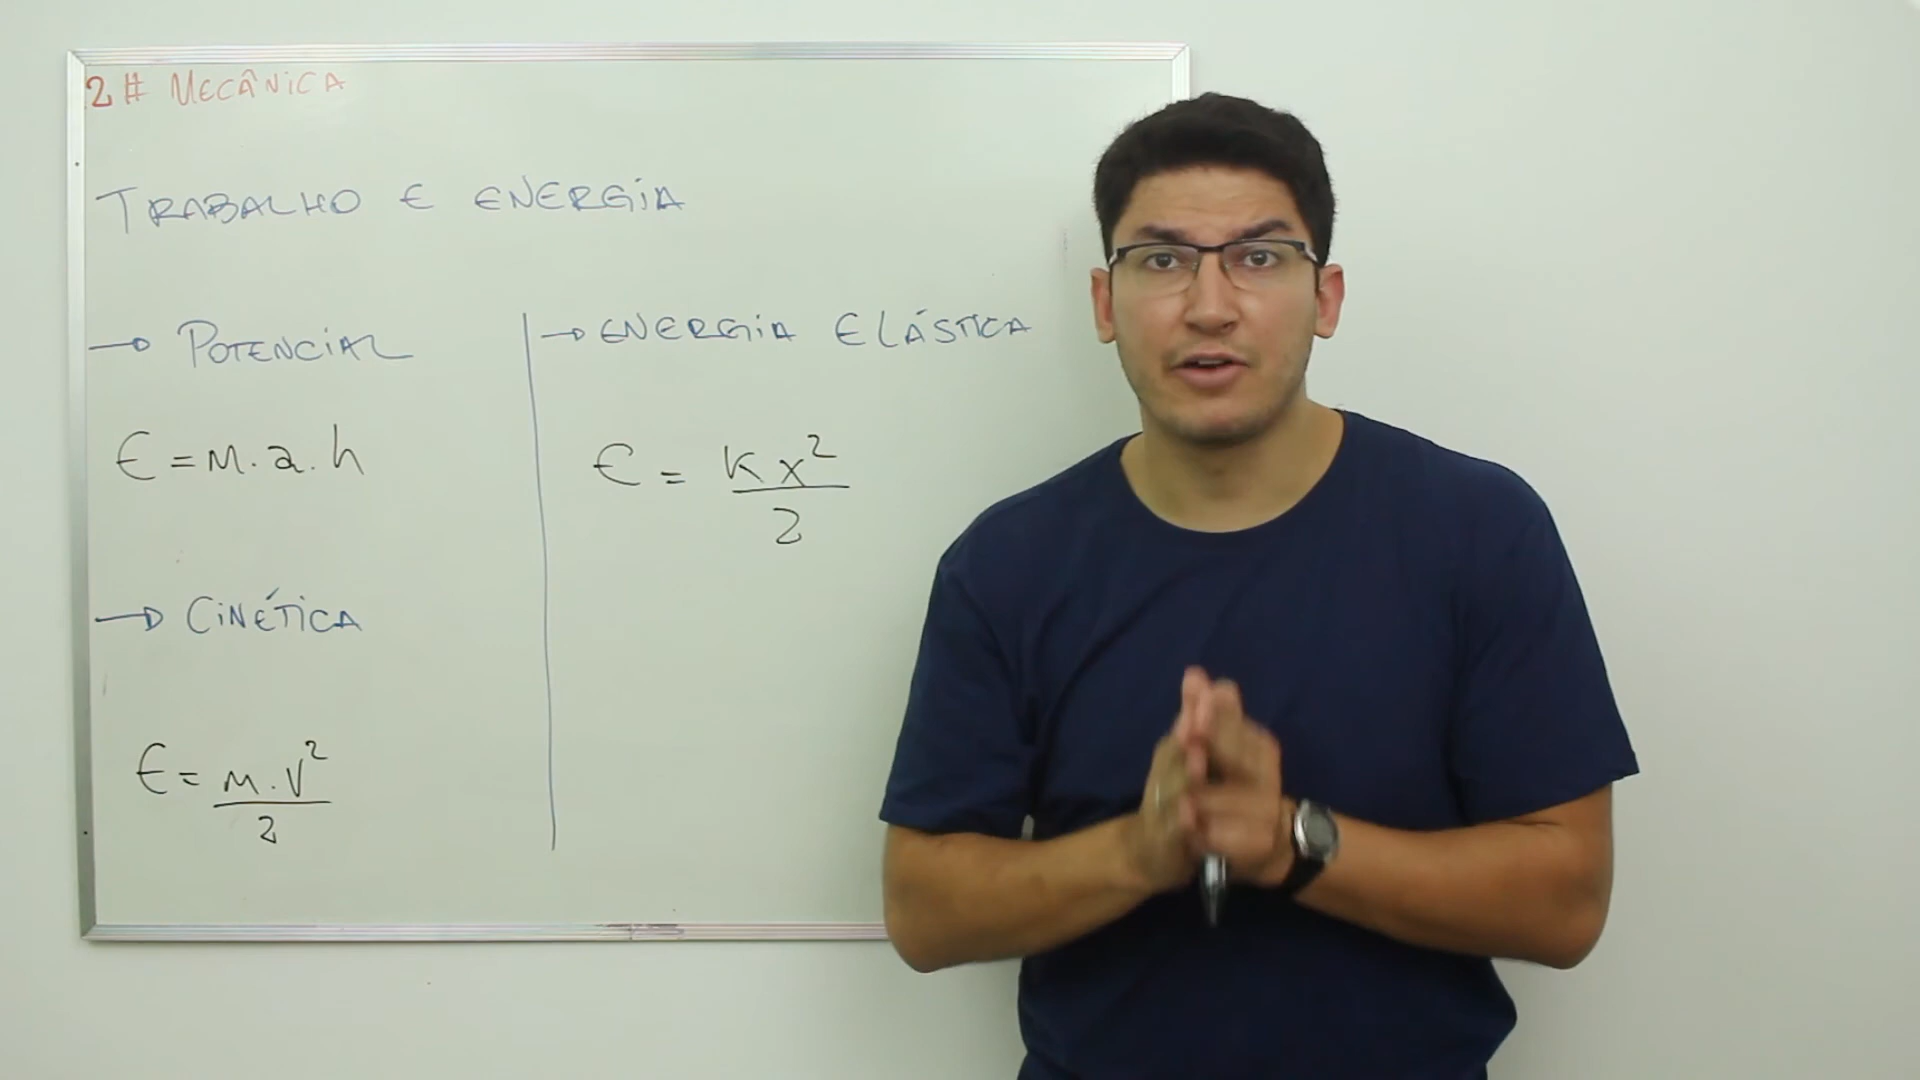 2# MECÂNICA
TRABALHO E ENERGIA
→ POTENCIAL
E = m.a.h
→ CINÉTICA
E = m.v²
2
→ ENERGIA ELÁSTICA
E = Kx²
2